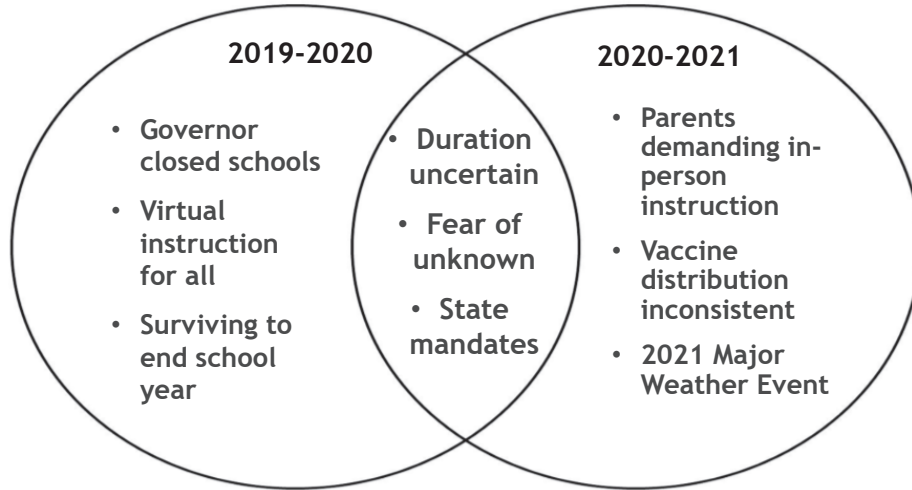 2019-2020
• Governor
closed schools
• Virtual
instruction
for all
• Surviving to
end school
year
• Duration
uncertain
• Fear of
unknown
• State
mandates
2020-2021
• Parents
demanding in-
person
instruction
• Vaccine
distribution
inconsistent
• 2021 Major
Weather Event